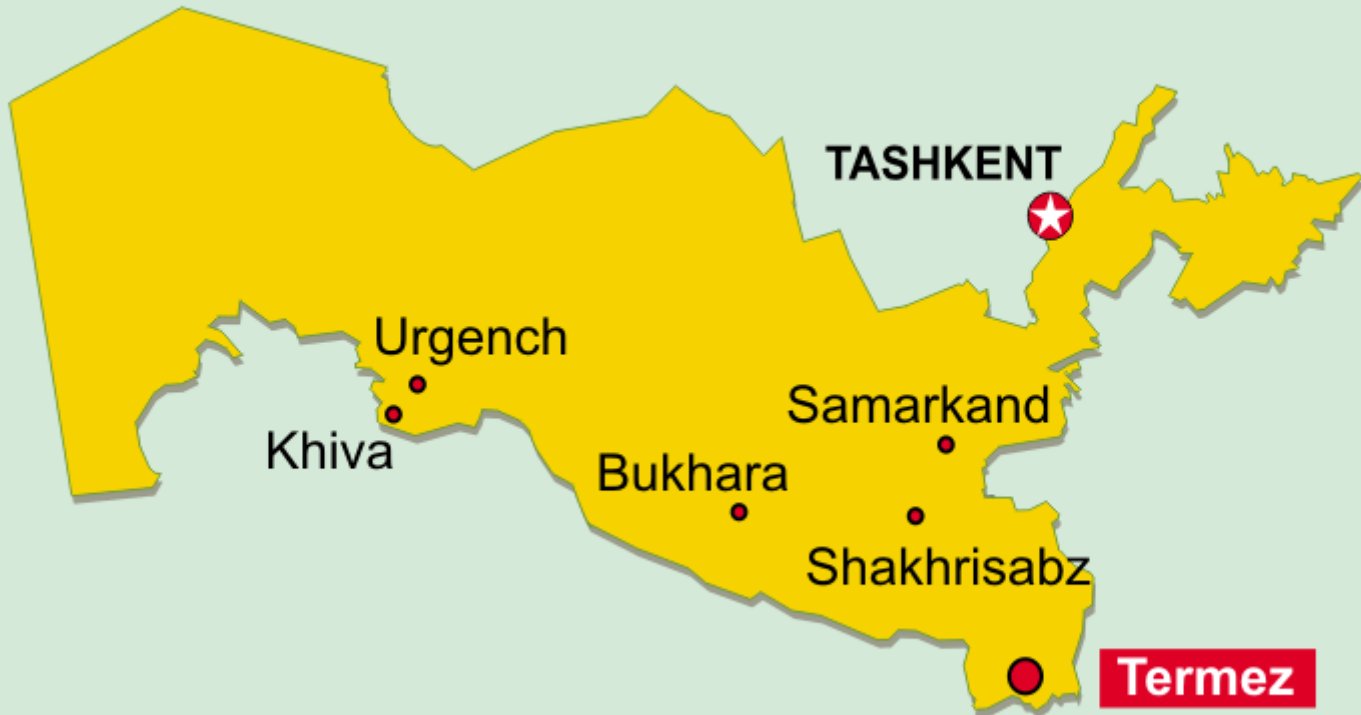 TASHKENT
Urgench
Samarkand
Khiva
Bukhara
Shakhrisabz
Termez